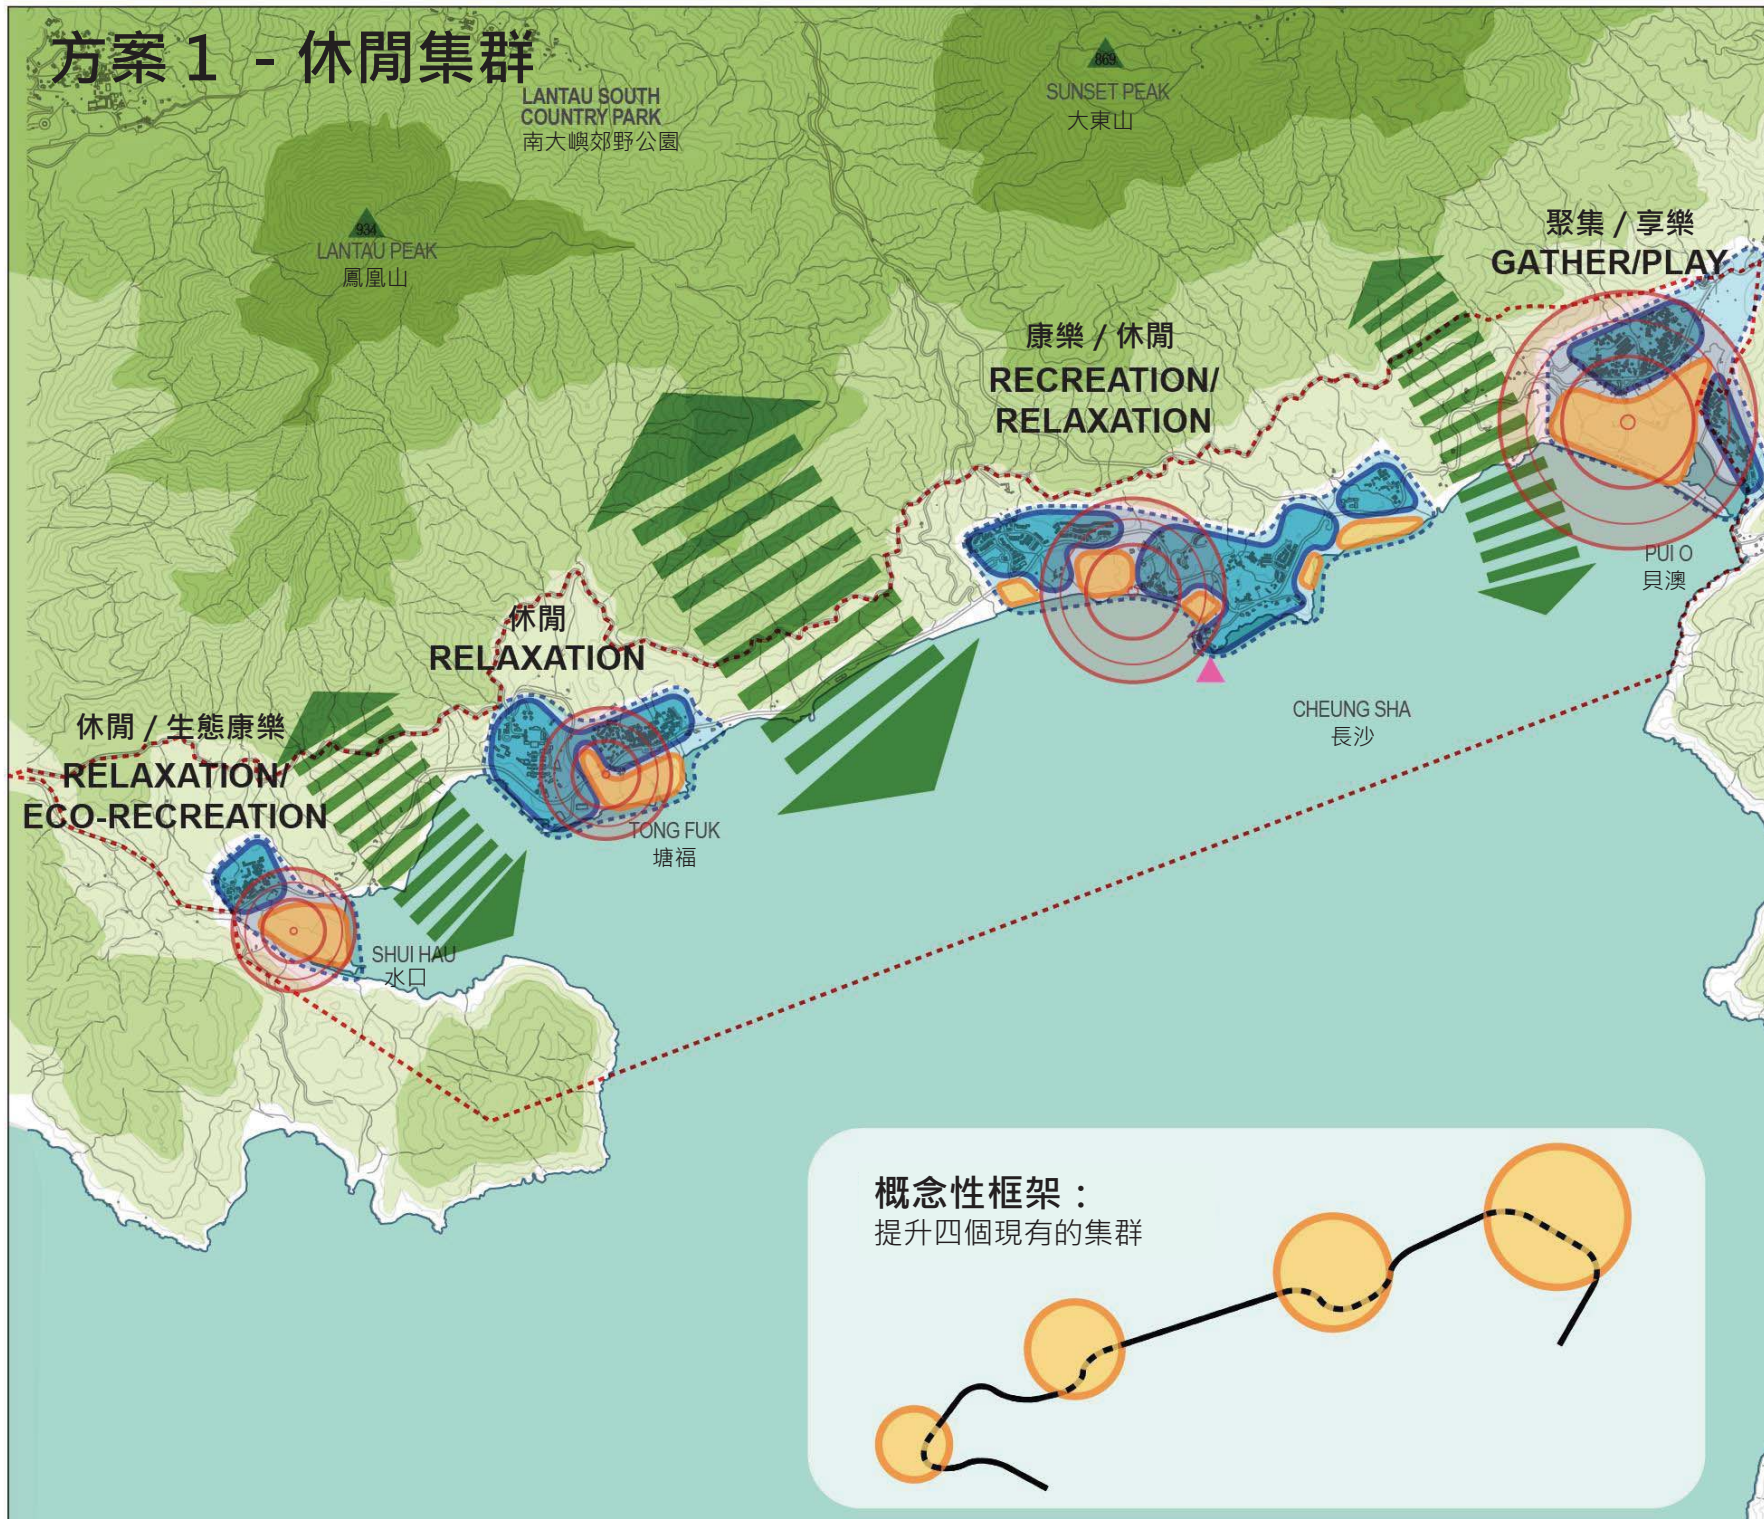 方案 1 - 休閒集群
LANTAU SOUTH
COUNTRY PARK
南大嶼郊野公園
869
SUNSET PEAK
大東山
934
LANTAU PEAK
鳳凰山
聚集 / 享樂
GATHER/PLAY
康樂 / 休閒
RECREATION/
RELAXATION
PUI O
貝澳
休閒
RELAXATION
休閒 / 生態康樂
RELAXATION/
ECO-RECREATION
CHEUNG SHA
長沙
TONG FUK
塘福
SHUI HAU
水口
概念性框架：
提升四個現有的集群